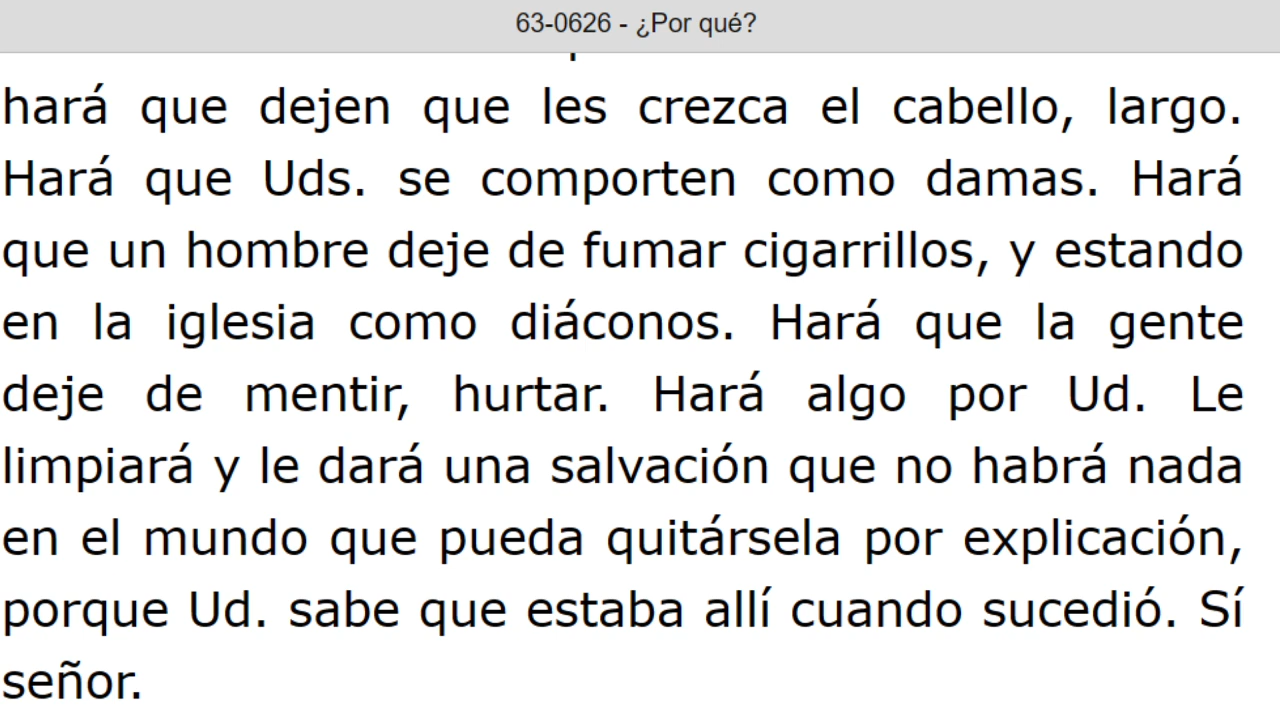 63-0626 - ¿Por qué?
hará que dejen que les crezca el cabello, largo.
Hará que Uds. se comporten como damas. Hará
que un hombre deje de fumar cigarrillos, y estando
en la iglesia como diáconos. Hará que la gente
deje de mentir, hurtar. Hará algo por Ud. Le
limpiará y le dará una salvación que no habrá nada
en el mundo que pueda quitársela por explicación,
porque Ud. sabe que estaba allí cuando sucedió. Sí
señor.